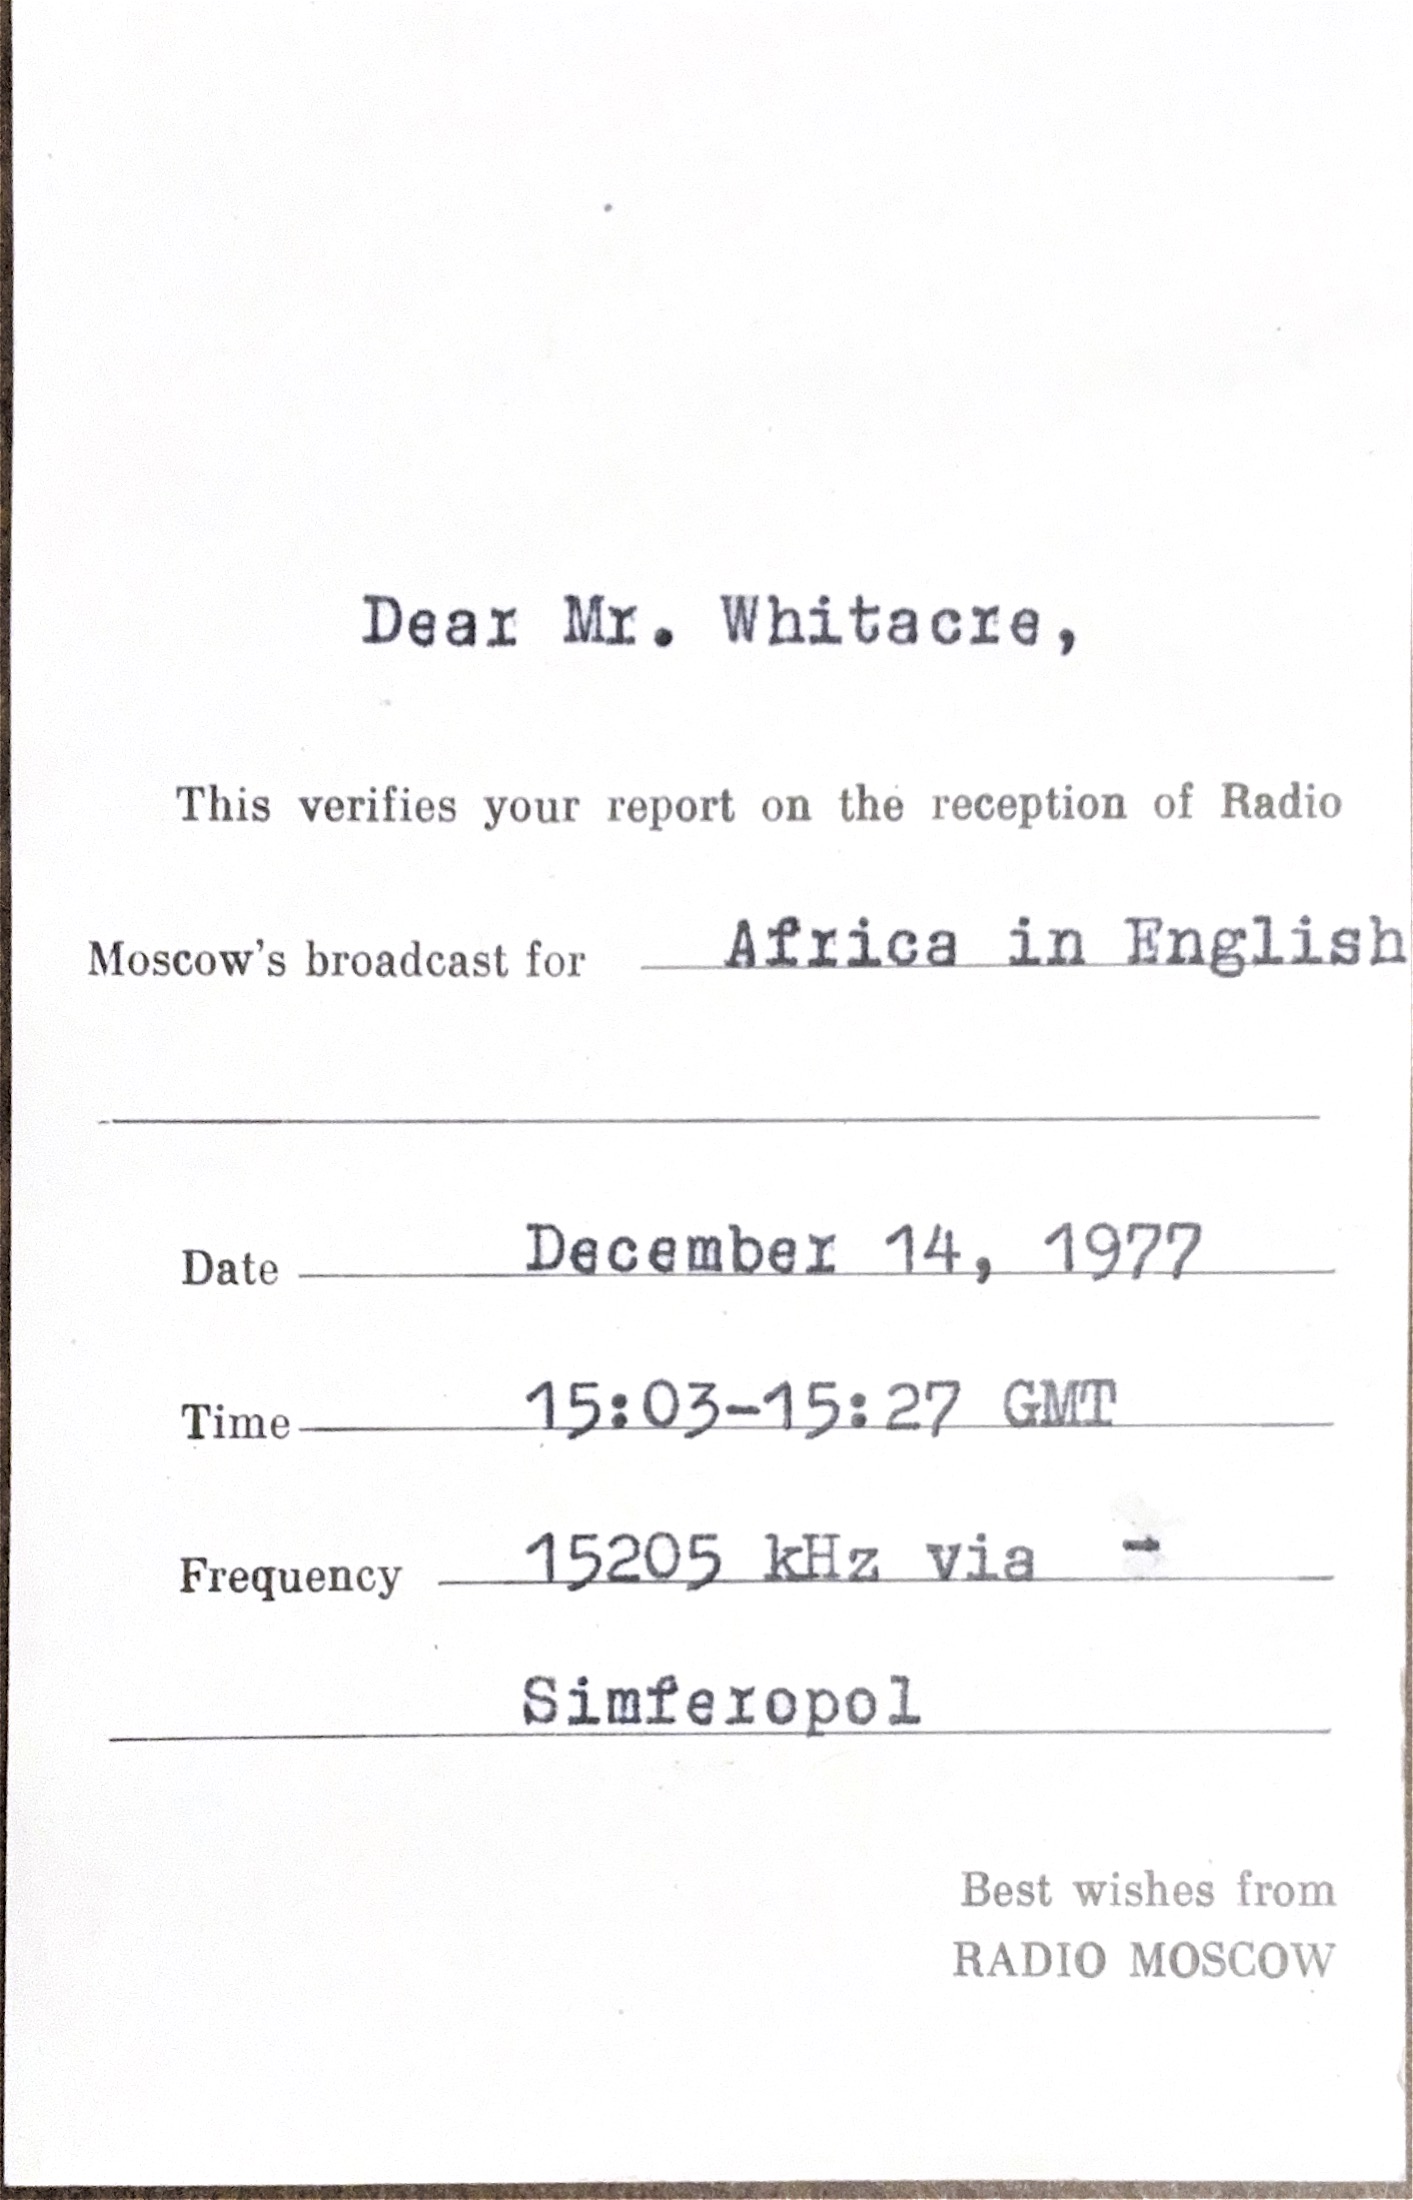 Dear Mr. Whitacre,
This verifies your report on the reception of Radio
Moscow's broadcast for Africa in English
Date December 14, 1977
Time 15:03-15:27 GMT
Frequency 15205 kHz via -
Simferopol
Best wishes from
RADIO MOSCOW